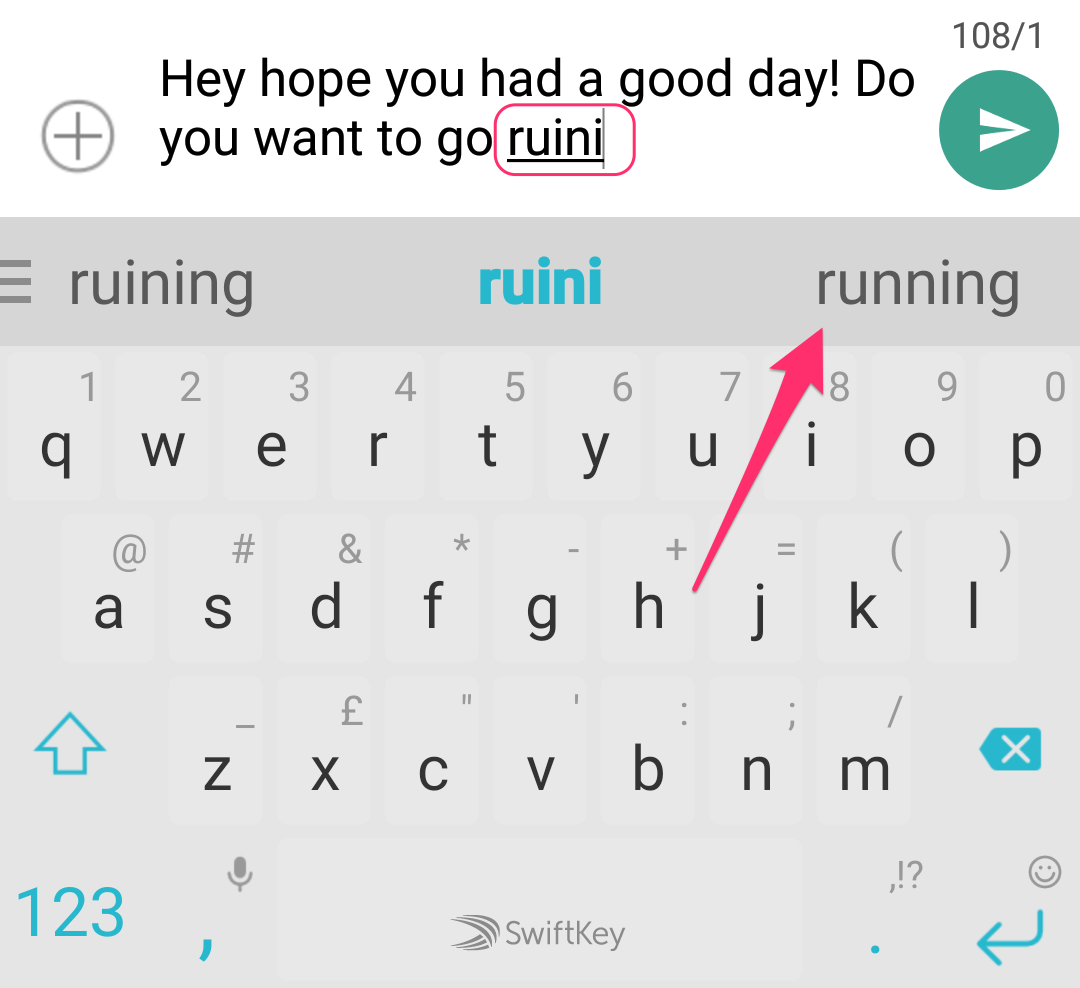 108/1
Hey hope you had a good day! Do
you want to go ruini
ruining ruini running
1 2 3 4 5 6 7 8 9 0
q w e r t y u i o p
@ # & * - + = ( )
a s d f g h j k l
_ £ " ' : ; /
z x c v b n m
,!?
123 , SwiftKey .